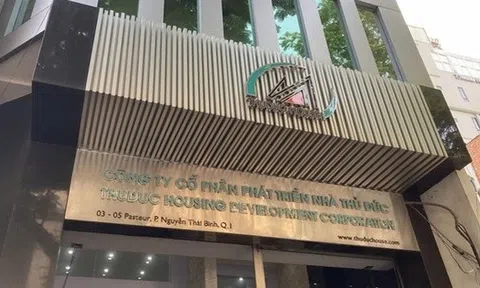 CÔNG TY CỔ PHẦN PHÁT TRIỂN NHÀ THỦ ĐỨC
THUDUC HOUSING DEVELOPMENT CORPORATION
03 - 05 Pasteur, P. Nguyễn Thái Bình, Q.1
www.thuduchouse.com